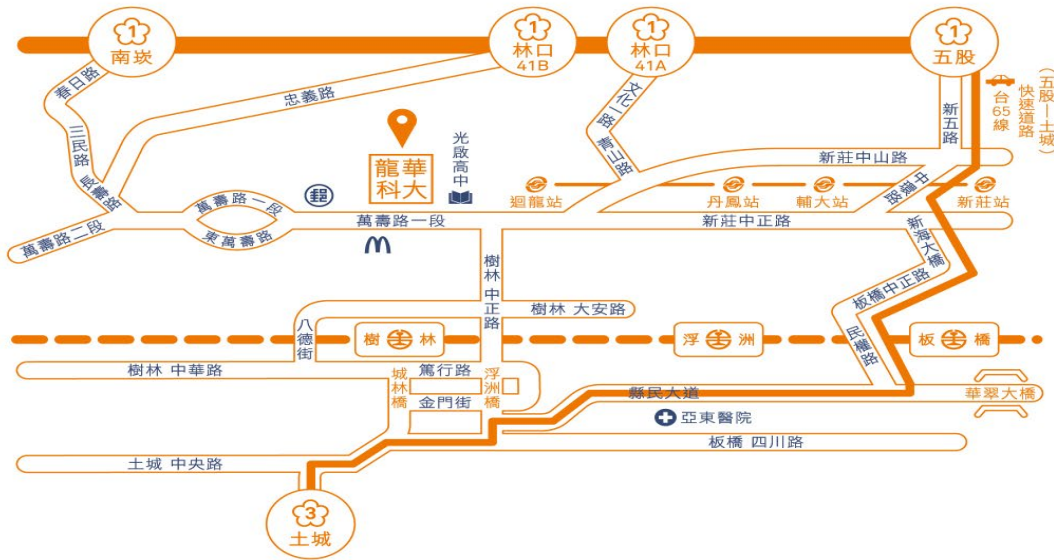 1
南崁
1
林口
41B
1
林口
41A
1
五股
春日路
忠義路
三民路
長壽路
龍華
科大
光啟高中
文化一路
青山路
新五路
台65線
快速道路
(五股—土城)
新莊中山路
中環路
郵
迴龍站
丹鳳站
輔大站
新莊站
萬壽路二段
萬壽路一段
東萬壽路
萬壽路一段
新莊中正路
新海大橋
樹林 中正路
板橋中正路
樹林 大安路
八德街
樹林
浮洲
板橋
民權路
樹林 中華路
城林橋
篤行路
浮洲橋
金門街
縣民大道
華翠大橋
亞東醫院
板橋 四川路
土城 中央路
3
土城